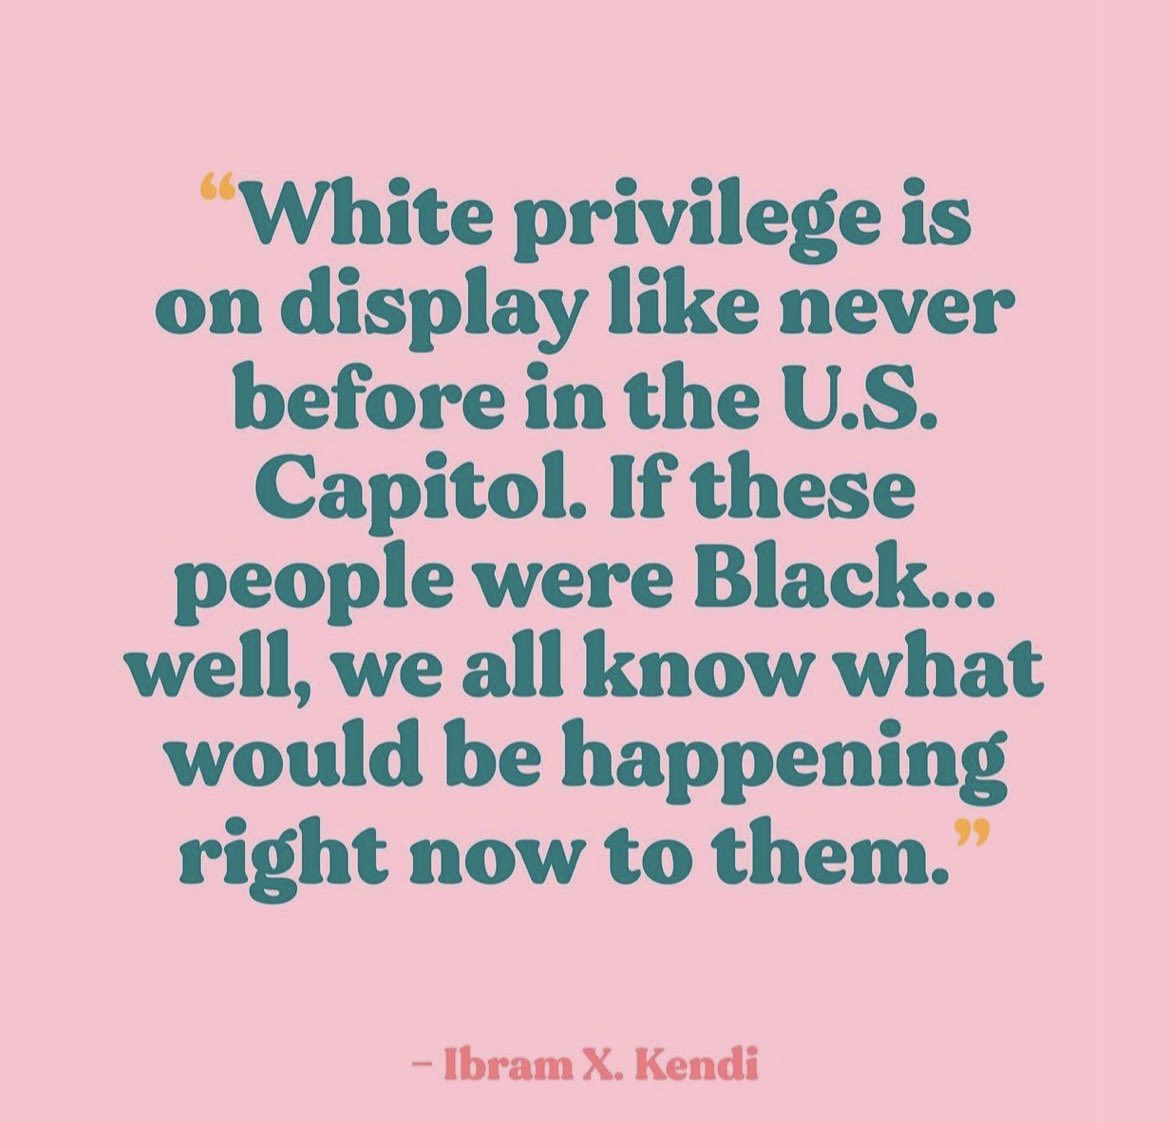 “White privilege is
on display like never
before in the U.S.
Capitol. If these
people were Black...
well, we all know what
would be happening
right now to them.”
– Ibram X. Kendi